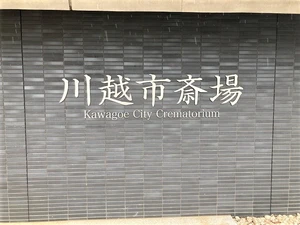 川越市斎場
Kawagoe City Crematorium